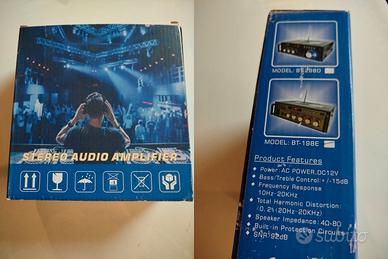 STEREO AUDIO AMPLIFIER
MODEL: BT-298D
MODEL: BT-198E
Product Features
Power: AC POWER,DC12V
Bass/Treble Control:+/-15dB
Frequency Response
10Hz-20KHz
Total Harmonic Distortion:
<0.2%(20Hz-20KHz)
Speaker Impedance: 4Ω-8Ω
Built-in Protection Circuits
SNR:92dB
subito